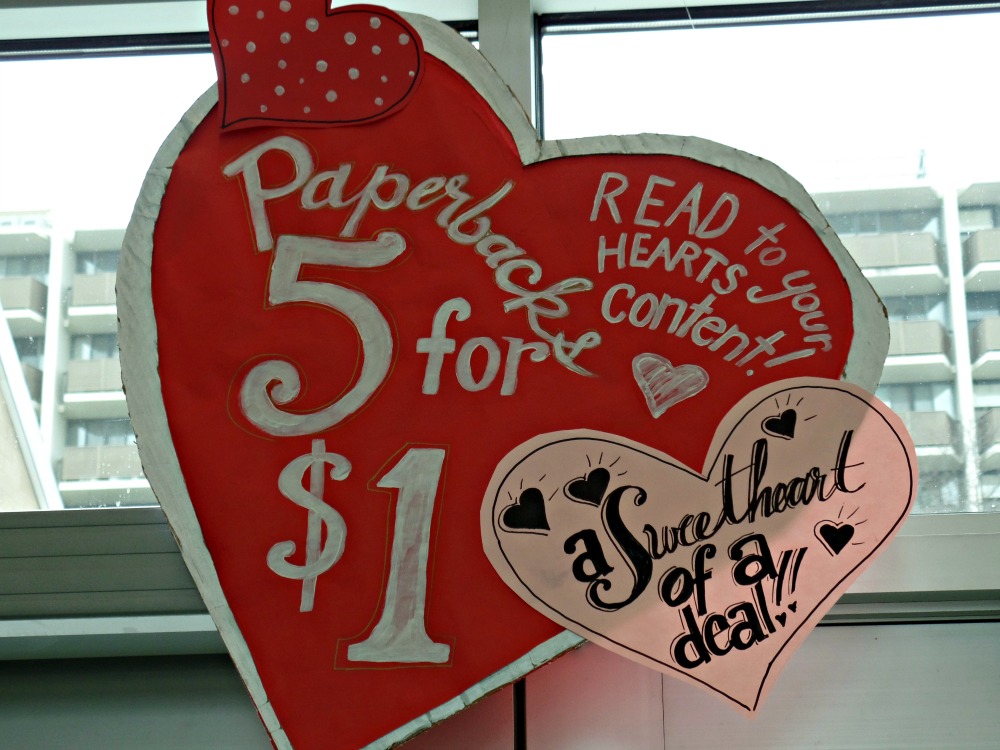 Paperbacks
5 for
$1
READ to your
HEARTS
content!
a Sweetheart
of a
deal!!